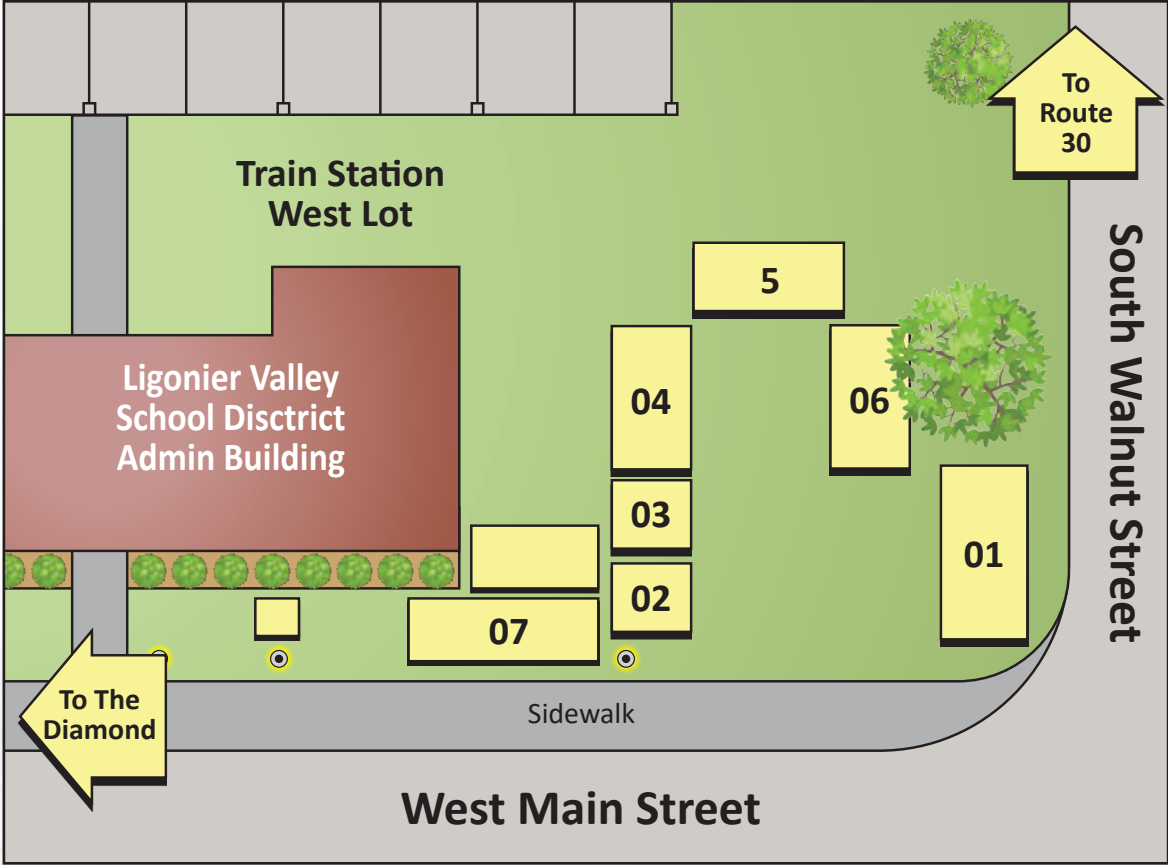 To
Route
30
Train Station
West Lot
South Walnut Street
5
04
06
Ligonier Valley
School Disctrict
Admin Building
03
01
02
07
To The
Diamond
Sidewalk
West Main Street